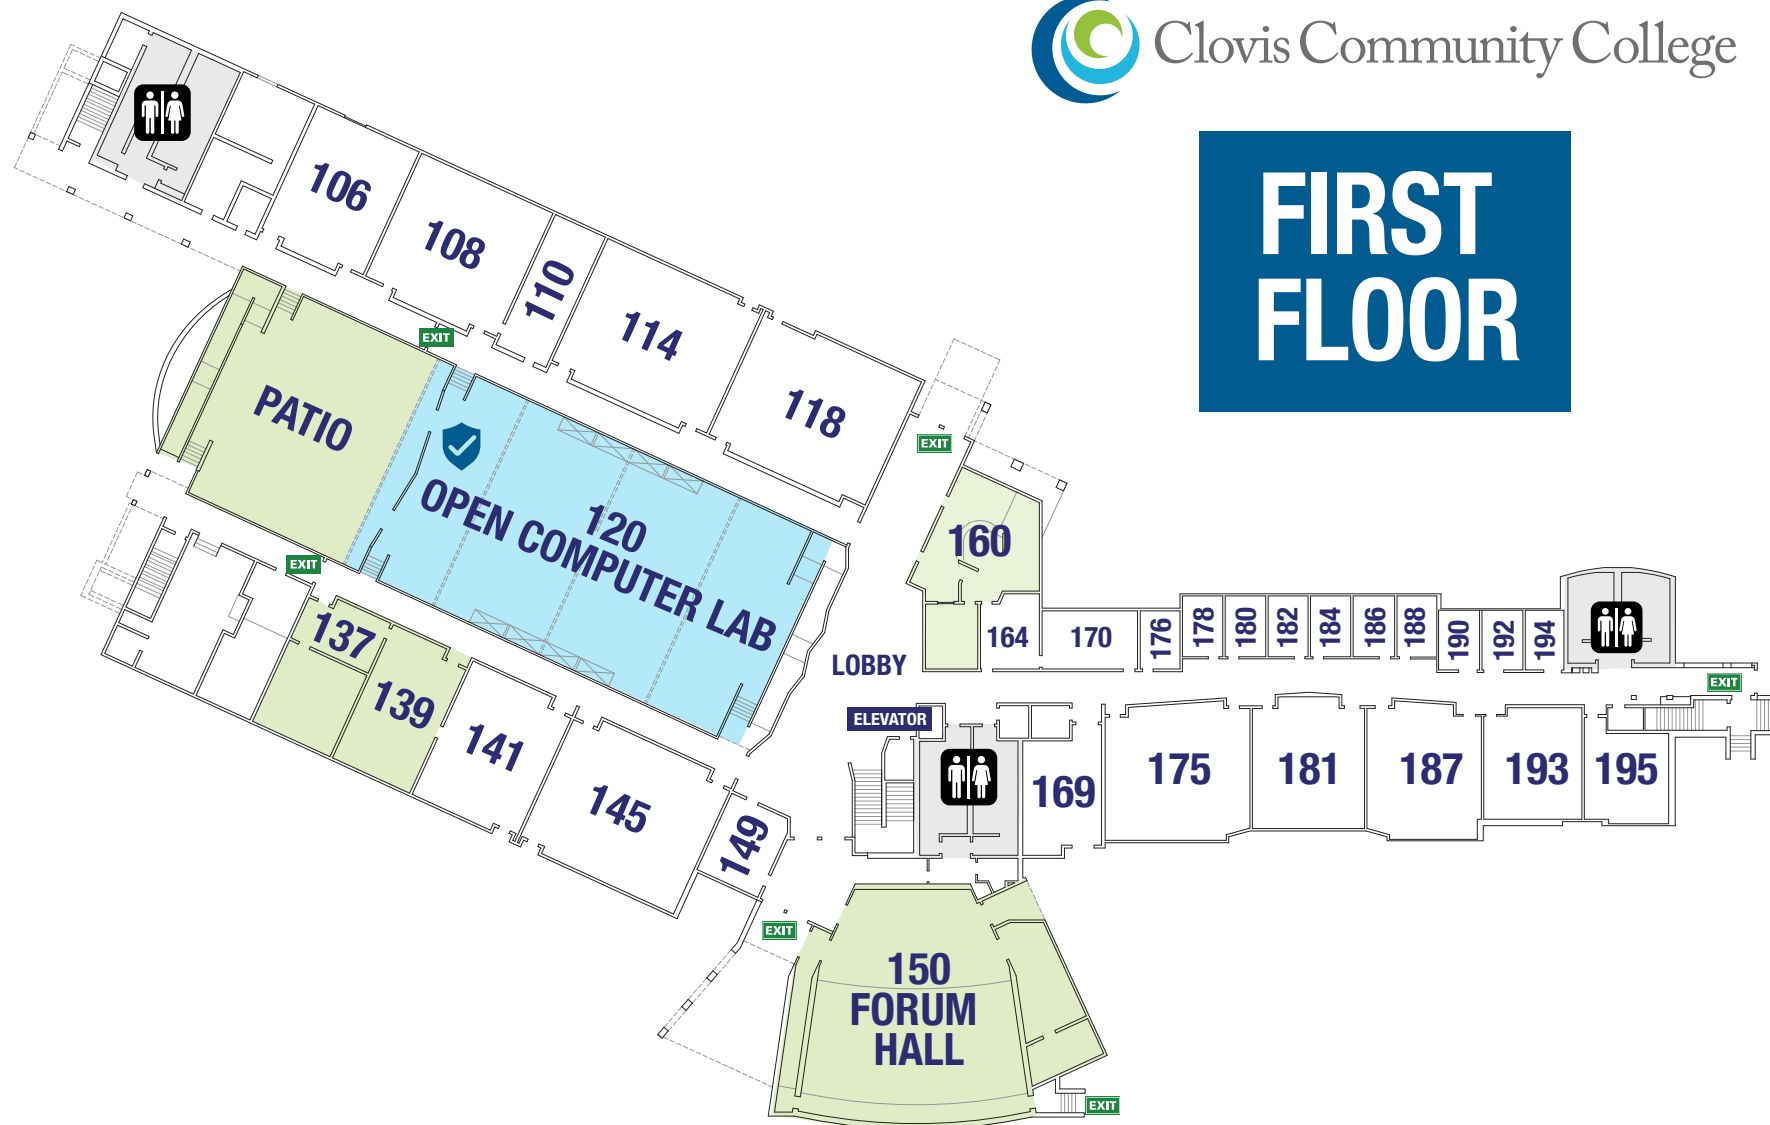 Clovis Community College
FIRST
FLOOR
106
108
110
114
118
EXIT
EXIT
PATIO
120
OPEN COMPUTER LAB
EXIT
137
139
141
145
149
160
164
170
176
178
180
182
184
186
188
190
192
194
LOBBY
ELEVATOR
EXIT
169
175
181
187
193
195
EXIT
150
FORUM
HALL
EXIT